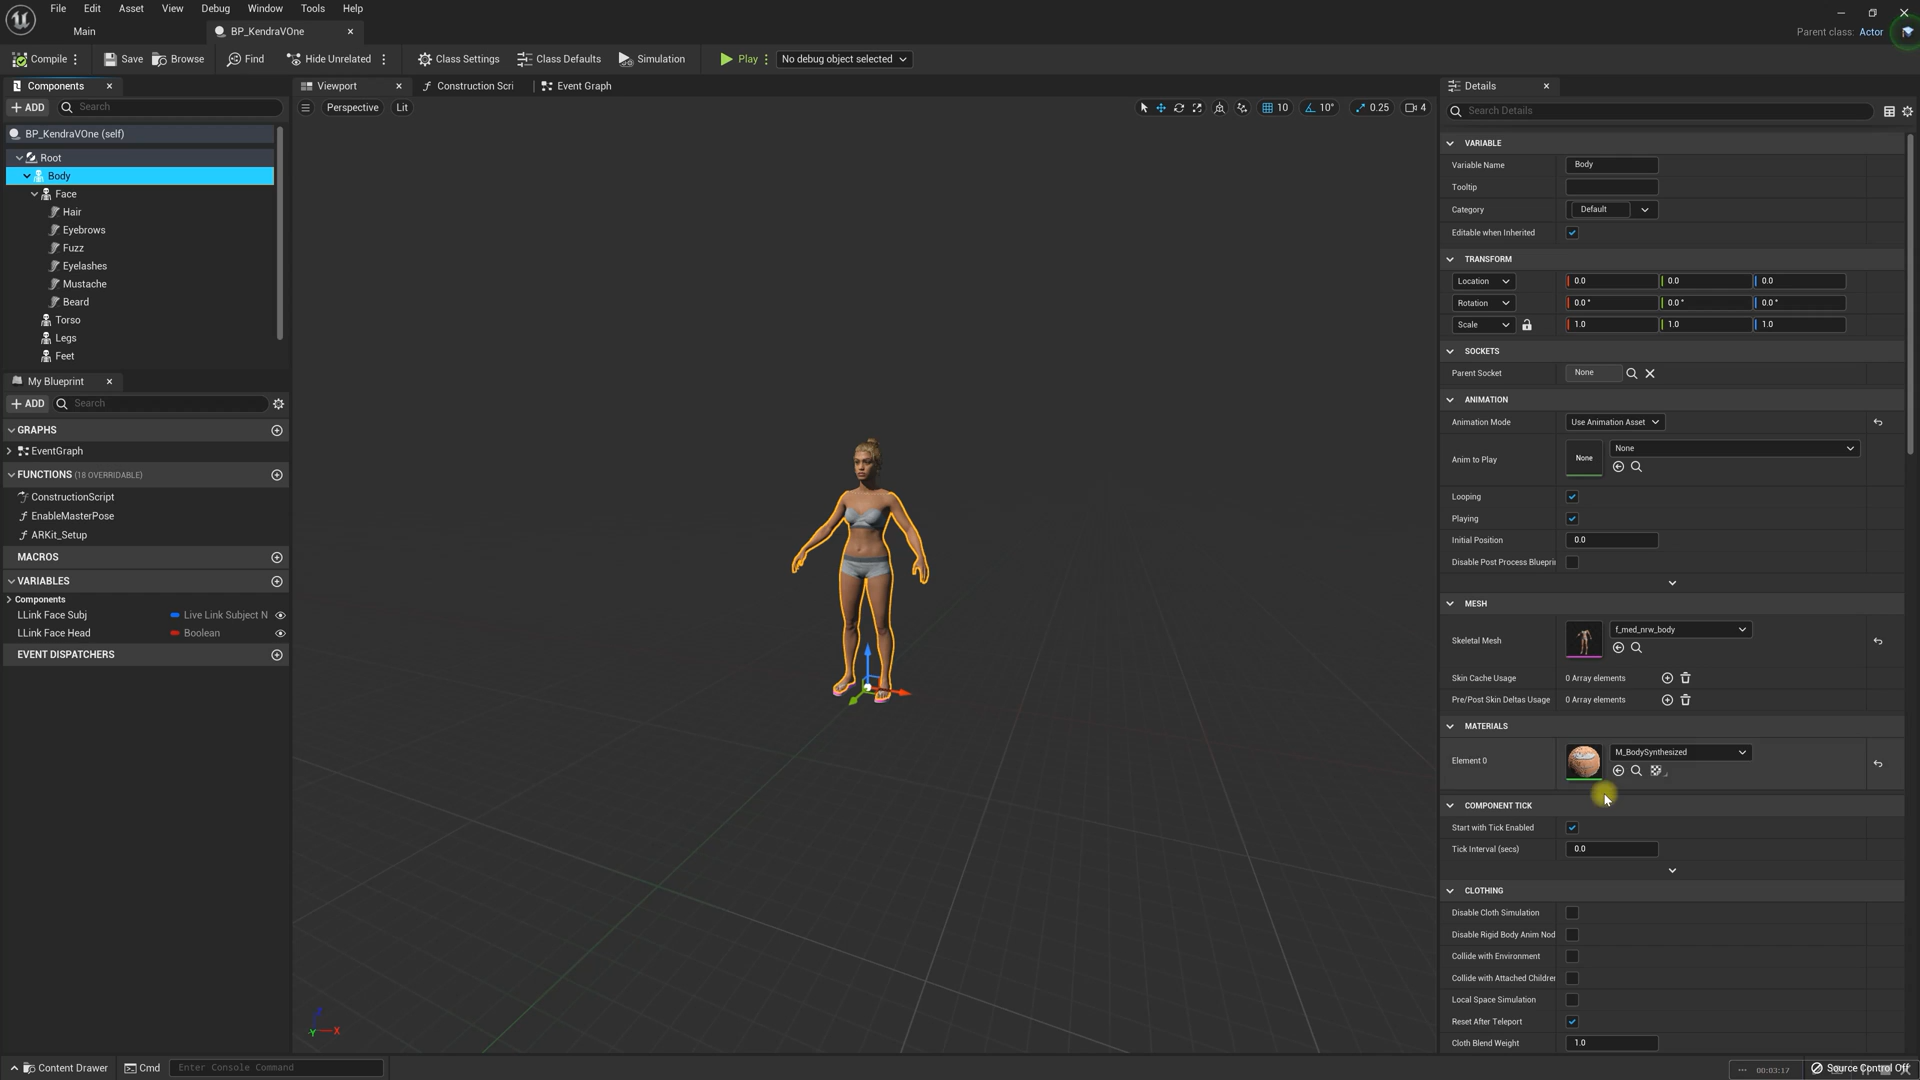 File Edit Asset View Debug Window Tools Help
Main
BP_KendraVOne
Parent class: Actor
Compile Save Browse Find Hide Unrelated Class Settings Class Defaults Simulation Play No debug object selected
Components
ADD Search
BP_KendraVOne (self)
Root
Body
Face
Hair
Eyebrows
Fuzz
Eyelashes
Mustache
Beard
Torso
Legs
Feet
My Blueprint
ADD Search
GRAPHS
EventGraph
FUNCTIONS (18 OVERRIDABLE)
ConstructionScript
EnableMasterPose
ARKit_Setup
MACROS
VARIABLES
Components
LLink Face Subj Live Link Subject N
LLink Face Head Boolean
EVENT DISPATCHERS
Viewport Construction Scri Event Graph
Perspective Lit 10 10° 0.25 4
Y X
Details
Search Details
VARIABLE
Variable Name Body
Tooltip
Category Default
Editable when Inherited
TRANSFORM
Location 0.0 0.0 0.0
Rotation 0.0 ° 0.0 ° 0.0 °
Scale 1.0 1.0 1.0
SOCKETS
Parent Socket None
ANIMATION
Animation Mode Use Animation Asset
Anim to Play None None
Looping
Playing
Initial Position 0.0
Disable Post Process Blueprin
MESH
Skeletal Mesh f_med_nrw_body
Skin Cache Usage 0 Array elements
Pre/Post Skin Deltas Usage 0 Array elements
MATERIALS
Element 0 M_BodySynthesized
COMPONENT TICK
Start with Tick Enabled
Tick Interval (secs) 0.0
CLOTHING
Disable Cloth Simulation
Disable Rigid Body Anim Nod
Collide with Environment
Collide with Attached Children
Local Space Simulation
Reset After Teleport
Cloth Blend Weight 1.0
Content Drawer Cmd Enter Console Command
00:03:17 Source Control Off